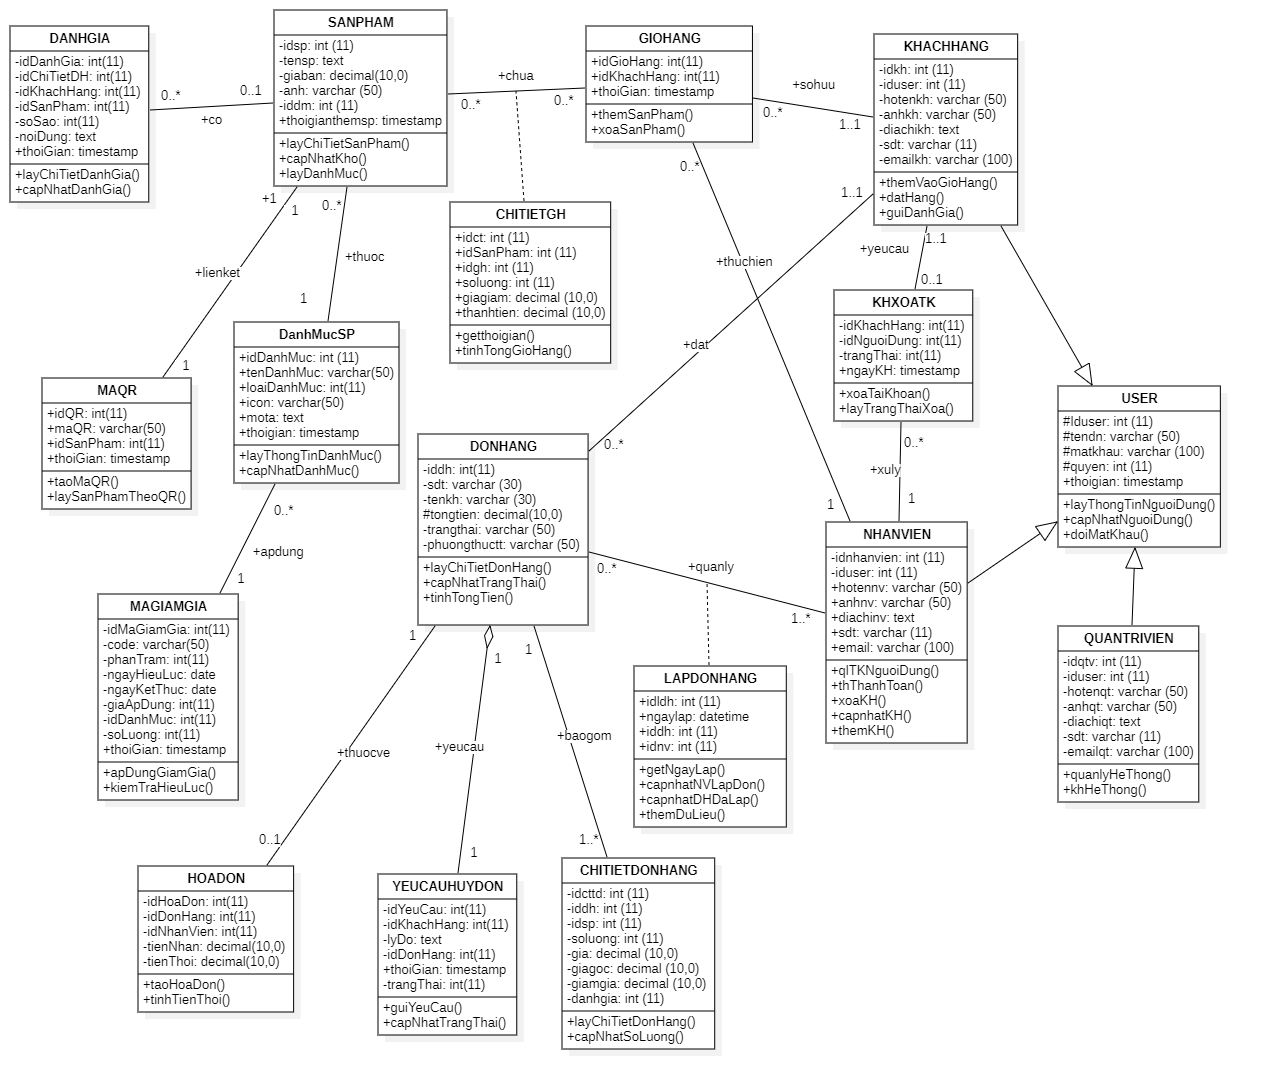 DANHGIA
-idDanhGia: int(11)
-idChiTietDH: int(11)
-idKhachHang: int(11)
-idSanPham: int(11)
-soSao: int(11)
-noiDung: text
+thoiGian: timestamp
+layChiTietDanhGia()
+capNhatDanhGia()
0..*
0..1
+co
SANPHAM
-idsp: int (11)
-tensp: text
-giaban: decimal(10,0)
-anh: varchar (50)
-iddm: int (11)
+thoigianthemsp: timestamp
+layChiTietSanPham()
+capNhatKho()
+layDanhMuc()
+chua
0..*
0..*
GIOHANG
+idGioHang: int(11)
+idKhachHang: int(11)
+thoiGian: timestamp
+themSanPham()
+xoaSanPham()
+sohuu
0..*
1..1
KHACHHANG
-idkh: int (11)
-iduser: int (11)
-hotenkh: varchar (50)
-anhkh: varchar (50)
-diachikh: text
-sdt: varchar (11)
-emailkh: varchar (100)
+themVaoGioHang()
+datHang()
+guiDanhGia()
CHITIETGH
+idct: int (11)
+idSanPham: int (11)
+idgh: int (11)
+soluong: int (11)
+giagiam: decimal (10,0)
+thanhtien: decimal (10,0)
+getthoigian()
+tinhTongGioHang()
+1
1
+lienket
1
0..*
+thuoc
1
0..*
+thuchien
1
1..1
+dat
0..*
1..1
+yeucau
0..1
KHXOATK
-idKhachHang: int(11)
-idNguoiDung: int(11)
-trangThai: int(11)
+ngayKH: timestamp
+xoaTaiKhoan()
+layTrangThaiXoa()
0..*
+xuly
1
MAQR
+idQR: int(11)
+maQR: varchar(50)
+idSanPham: int(11)
+thoiGian: timestamp
+taoMaQR()
+laySanPhamTheoQR()
DanhMucSP
+idDanhMuc: int (11)
+tenDanhMuc: varchar(50)
+loaiDanhMuc: int(11)
+icon: varchar(50)
+mota: text
+thoigian: timestamp
+layThongTinDanhMuc()
+capNhatDanhMuc()
0..*
+apdung
1
USER
#Iduser: int (11)
#tendn: varchar (50)
#matkhau: varchar (100)
#quyen: int (11)
+thoigian: timestamp
+layThongTinNguoiDung()
+capNhatNguoiDung()
+doiMatKhau()
DONHANG
-iddh: int(11)
-sdt: varchar (30)
-tenkh: varchar (30)
#tongtien: decimal(10,0)
-trangthai: varchar (50)
-phuongthuctt: varchar (50)
+layChiTietDonHang()
+capNhatTrangThai()
+tinhTongTien()
0..*
+quanly
1..*
NHANVIEN
-idnhanvien: int (11)
-iduser: int (11)
+hotennv: varchar (50)
+anhnv: varchar (50)
+diachinv: text
+sdt: varchar (11)
+email: varchar (100)
+qlTKNguoiDung()
+thThanhToan()
+xoaKH()
+capnhatKH()
+themKH()
MAGIAMGIA
-idMaGiamGia: int(11)
-code: varchar(50)
-phanTram: int(11)
-ngayHieuLuc: date
-ngayKetThuc: date
-giaApDung: int(11)
-idDanhMuc: int(11)
-soLuong: int(11)
+thoiGian: timestamp
+apDungGiamGia()
+kiemTraHieuLuc()
1
+thuocve
0..1
1
+yeucau
1
1
+baogom
1..*
LAPDONHANG
+idldh: int (11)
+ngaylap: datetime
+iddh: int (11)
+idnv: int (11)
+getNgayLap()
+capnhatNVLapDon()
+capnhatDHDaLap()
+themDuLieu()
QUANTRIVIEN
-idqtv: int (11)
-iduser: int (11)
-hotenqt: varchar (50)
-anhqt: varchar (50)
-diachiqt: text
-sdt: varchar (11)
-emailqt: varchar (100)
+quanlyHeThong()
+khHeThong()
HOADON
-idHoaDon: int(11)
-idDonHang: int(11)
-idNhanVien: int(11)
-tienNhan: decimal(10,0)
-tienThoi: decimal(10,0)
+taoHoaDon()
+tinhTienThoi()
YEUCAUHUYDON
-idYeuCau: int(11)
-idKhachHang: int(11)
-lyDo: text
-idDonHang: int(11)
+thoiGian: timestamp
-trangThai: int(11)
+guiYeuCau()
+capNhatTrangThai()
CHITIETDONHANG
-idcttd: int (11)
-iddh: int (11)
-idsp: int (11)
-soluong: int (11)
-gia: decimal (10,0)
-giagoc: decimal (10,0)
-giamgia: decimal (10,0)
-danhgia: int (11)
+layChiTietDonHang()
+capNhatSoLuong()